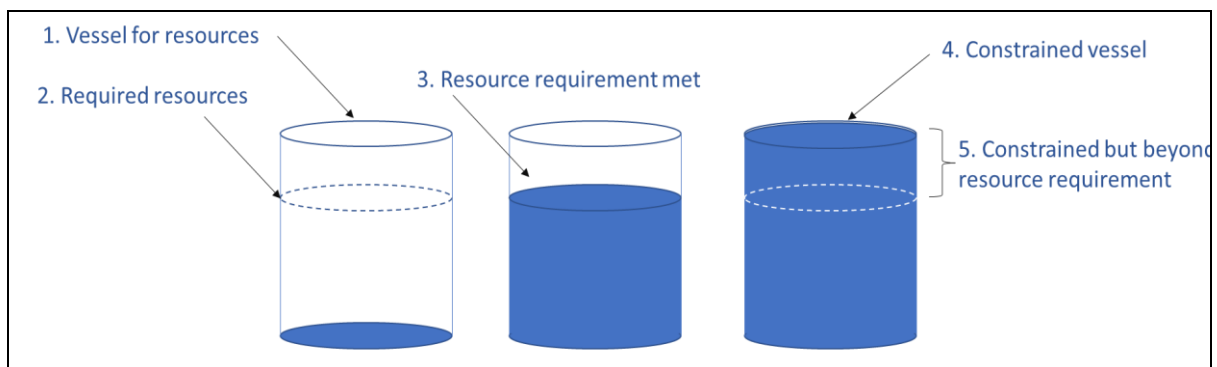 1. Vessel for resources
2. Required resources
3. Resource requirement met
4. Constrained vessel
5. Constrained but beyond
resource requirement